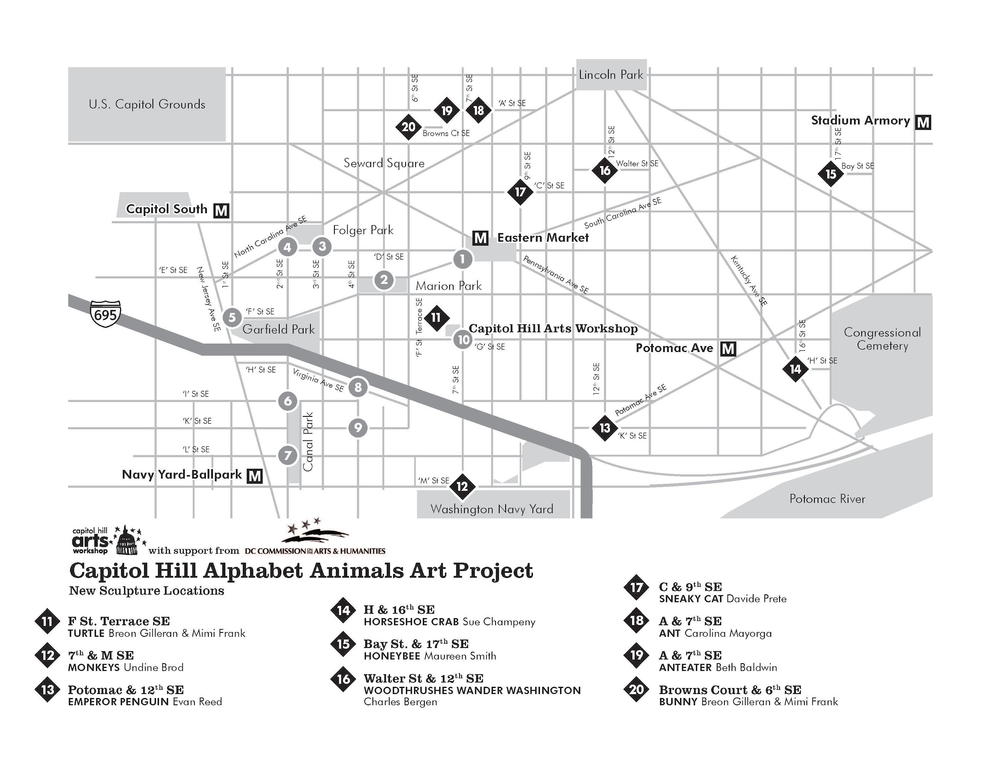 Lincoln Park
U.S. Capitol Grounds
6th St SE
7th St SE
19
18
'A' St SE
20
Browns Ct SE
Stadium Armory M
12th St SE
17th St SE
Seward Square
9th St SE
16
Walter St SE
15
Bay St SE
17
'C' St SE
Capitol South M
South Carolina Ave SE
North Carolina Ave SE
Folger Park
M Eastern Market
4
3
'D' St SE
1
Pennsylvania Ave SE
Kentucky Ave SE
'E' St SE
New Jersey Ave SE
1st St SE
2nd St SE
3rd St SE
4th St SE
2
Marion Park
695
5
'F' St SE
Garfield Park
'F' St Terrace SE
11
Capitol Hill Arts Workshop
10
'G' St SE
Potomac Ave M
16th St SE
Congressional
Cemetery
14
'H' St SE
'H' St SE
Virginia Ave SE
8
7th St SE
12th St SE
Potomac Ave SE
'I' St SE
6
'K' St SE
Canal Park
9
13
'K' St SE
'L' St SE
7
Navy Yard-Ballpark M
'M' St SE
12
Washington Navy Yard
Potomac River
capitol hill
arts
workshop
with support from DC COMMISSION ON THE ARTS & HUMANITIES
Capitol Hill Alphabet Animals Art Project
New Sculpture Locations
11 F St. Terrace SE
TURTLE Breon Gilleran & Mimi Frank
12 7th & M SE
MONKEYS Undine Brod
13 Potomac & 12th SE
EMPEROR PENGUIN Evan Reed
14 H & 16th SE
HORSESHOE CRAB Sue Champeny
15 Bay St. & 17th SE
HONEYBEE Maureen Smith
16 Walter St & 12th SE
WOODTHRUSHES WANDER WASHINGTON
Charles Bergen
17 C & 9th SE
SNEAKY CAT Davide Prete
18 A & 7th SE
ANT Carolina Mayorga
19 A & 7th SE
ANTEATER Beth Baldwin
20 Browns Court & 6th SE
BUNNY Breon Gilleran & Mimi Frank